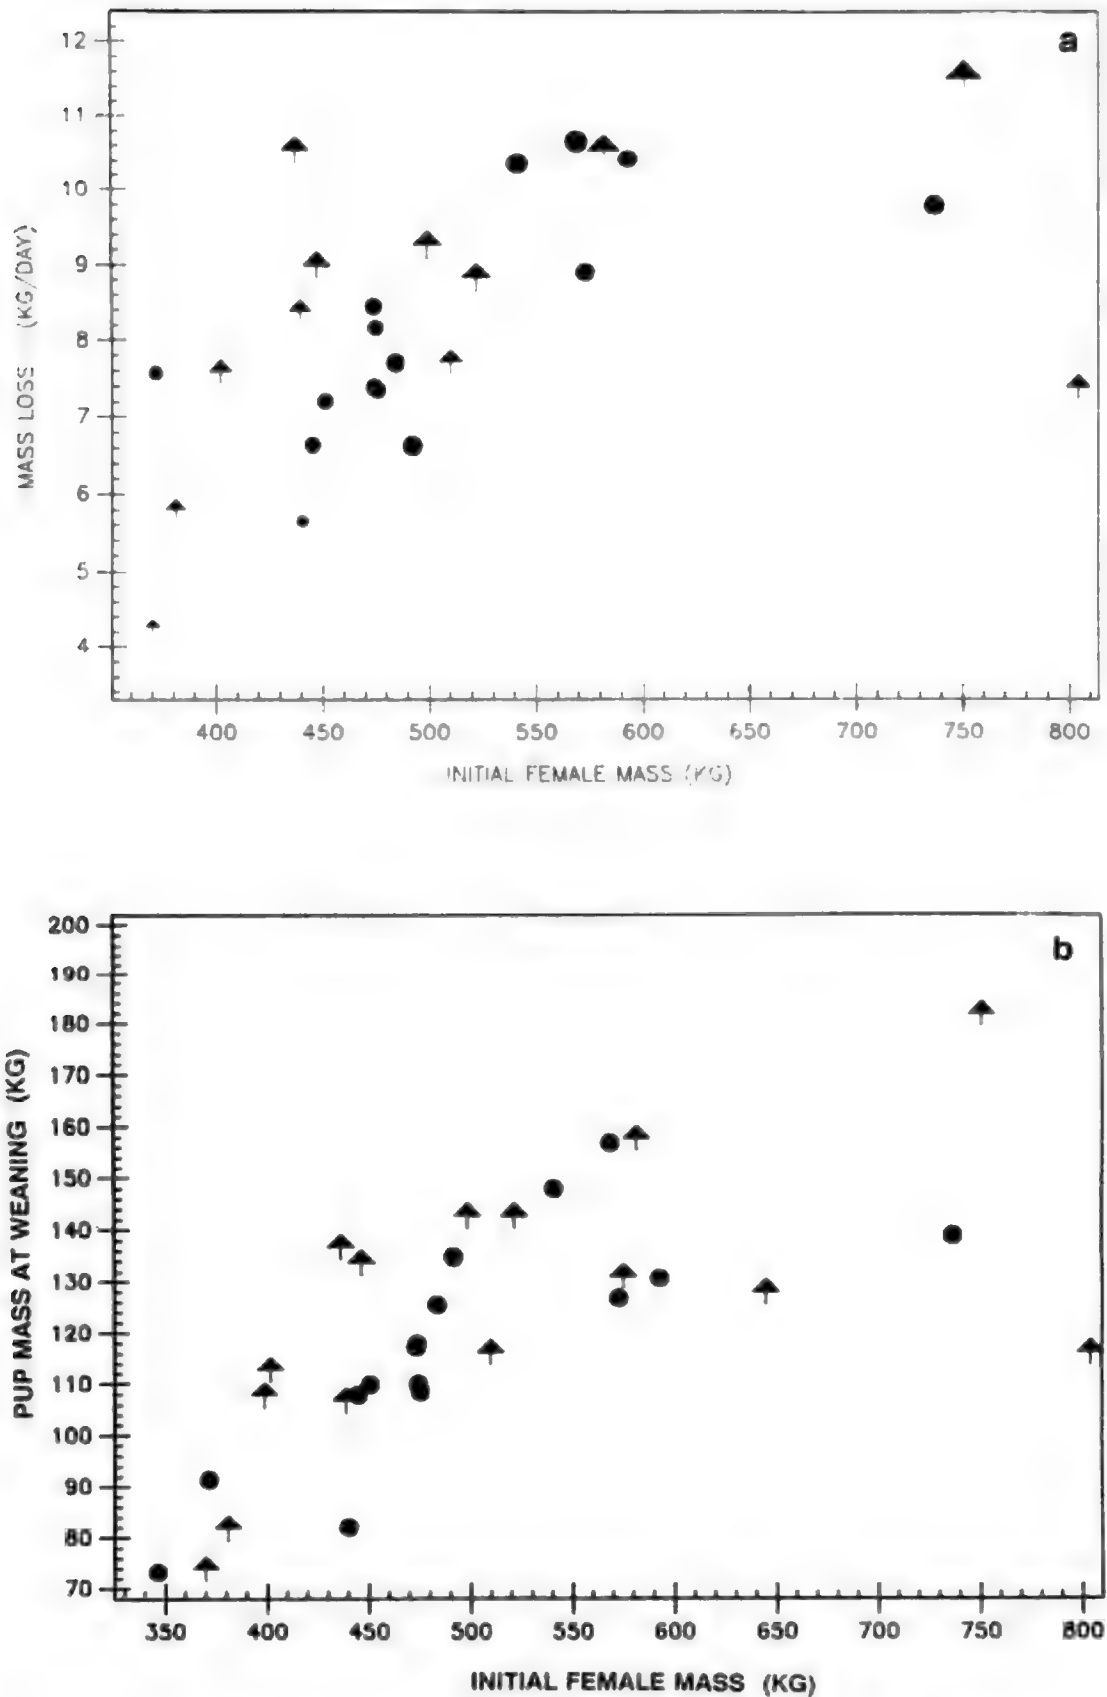 a
12
11
10
9
8
7
6
5
4
MASS LOSS (KG/DAY)
400 450 500 550 600 650 700 750 800
INITIAL FEMALE MASS (KG)
b
200
190
180
170
160
150
140
130
120
110
100
90
80
70
PUP MASS AT WEANING (KG)
350 400 450 500 550 600 650 700 750 800
INITIAL FEMALE MASS (KG)